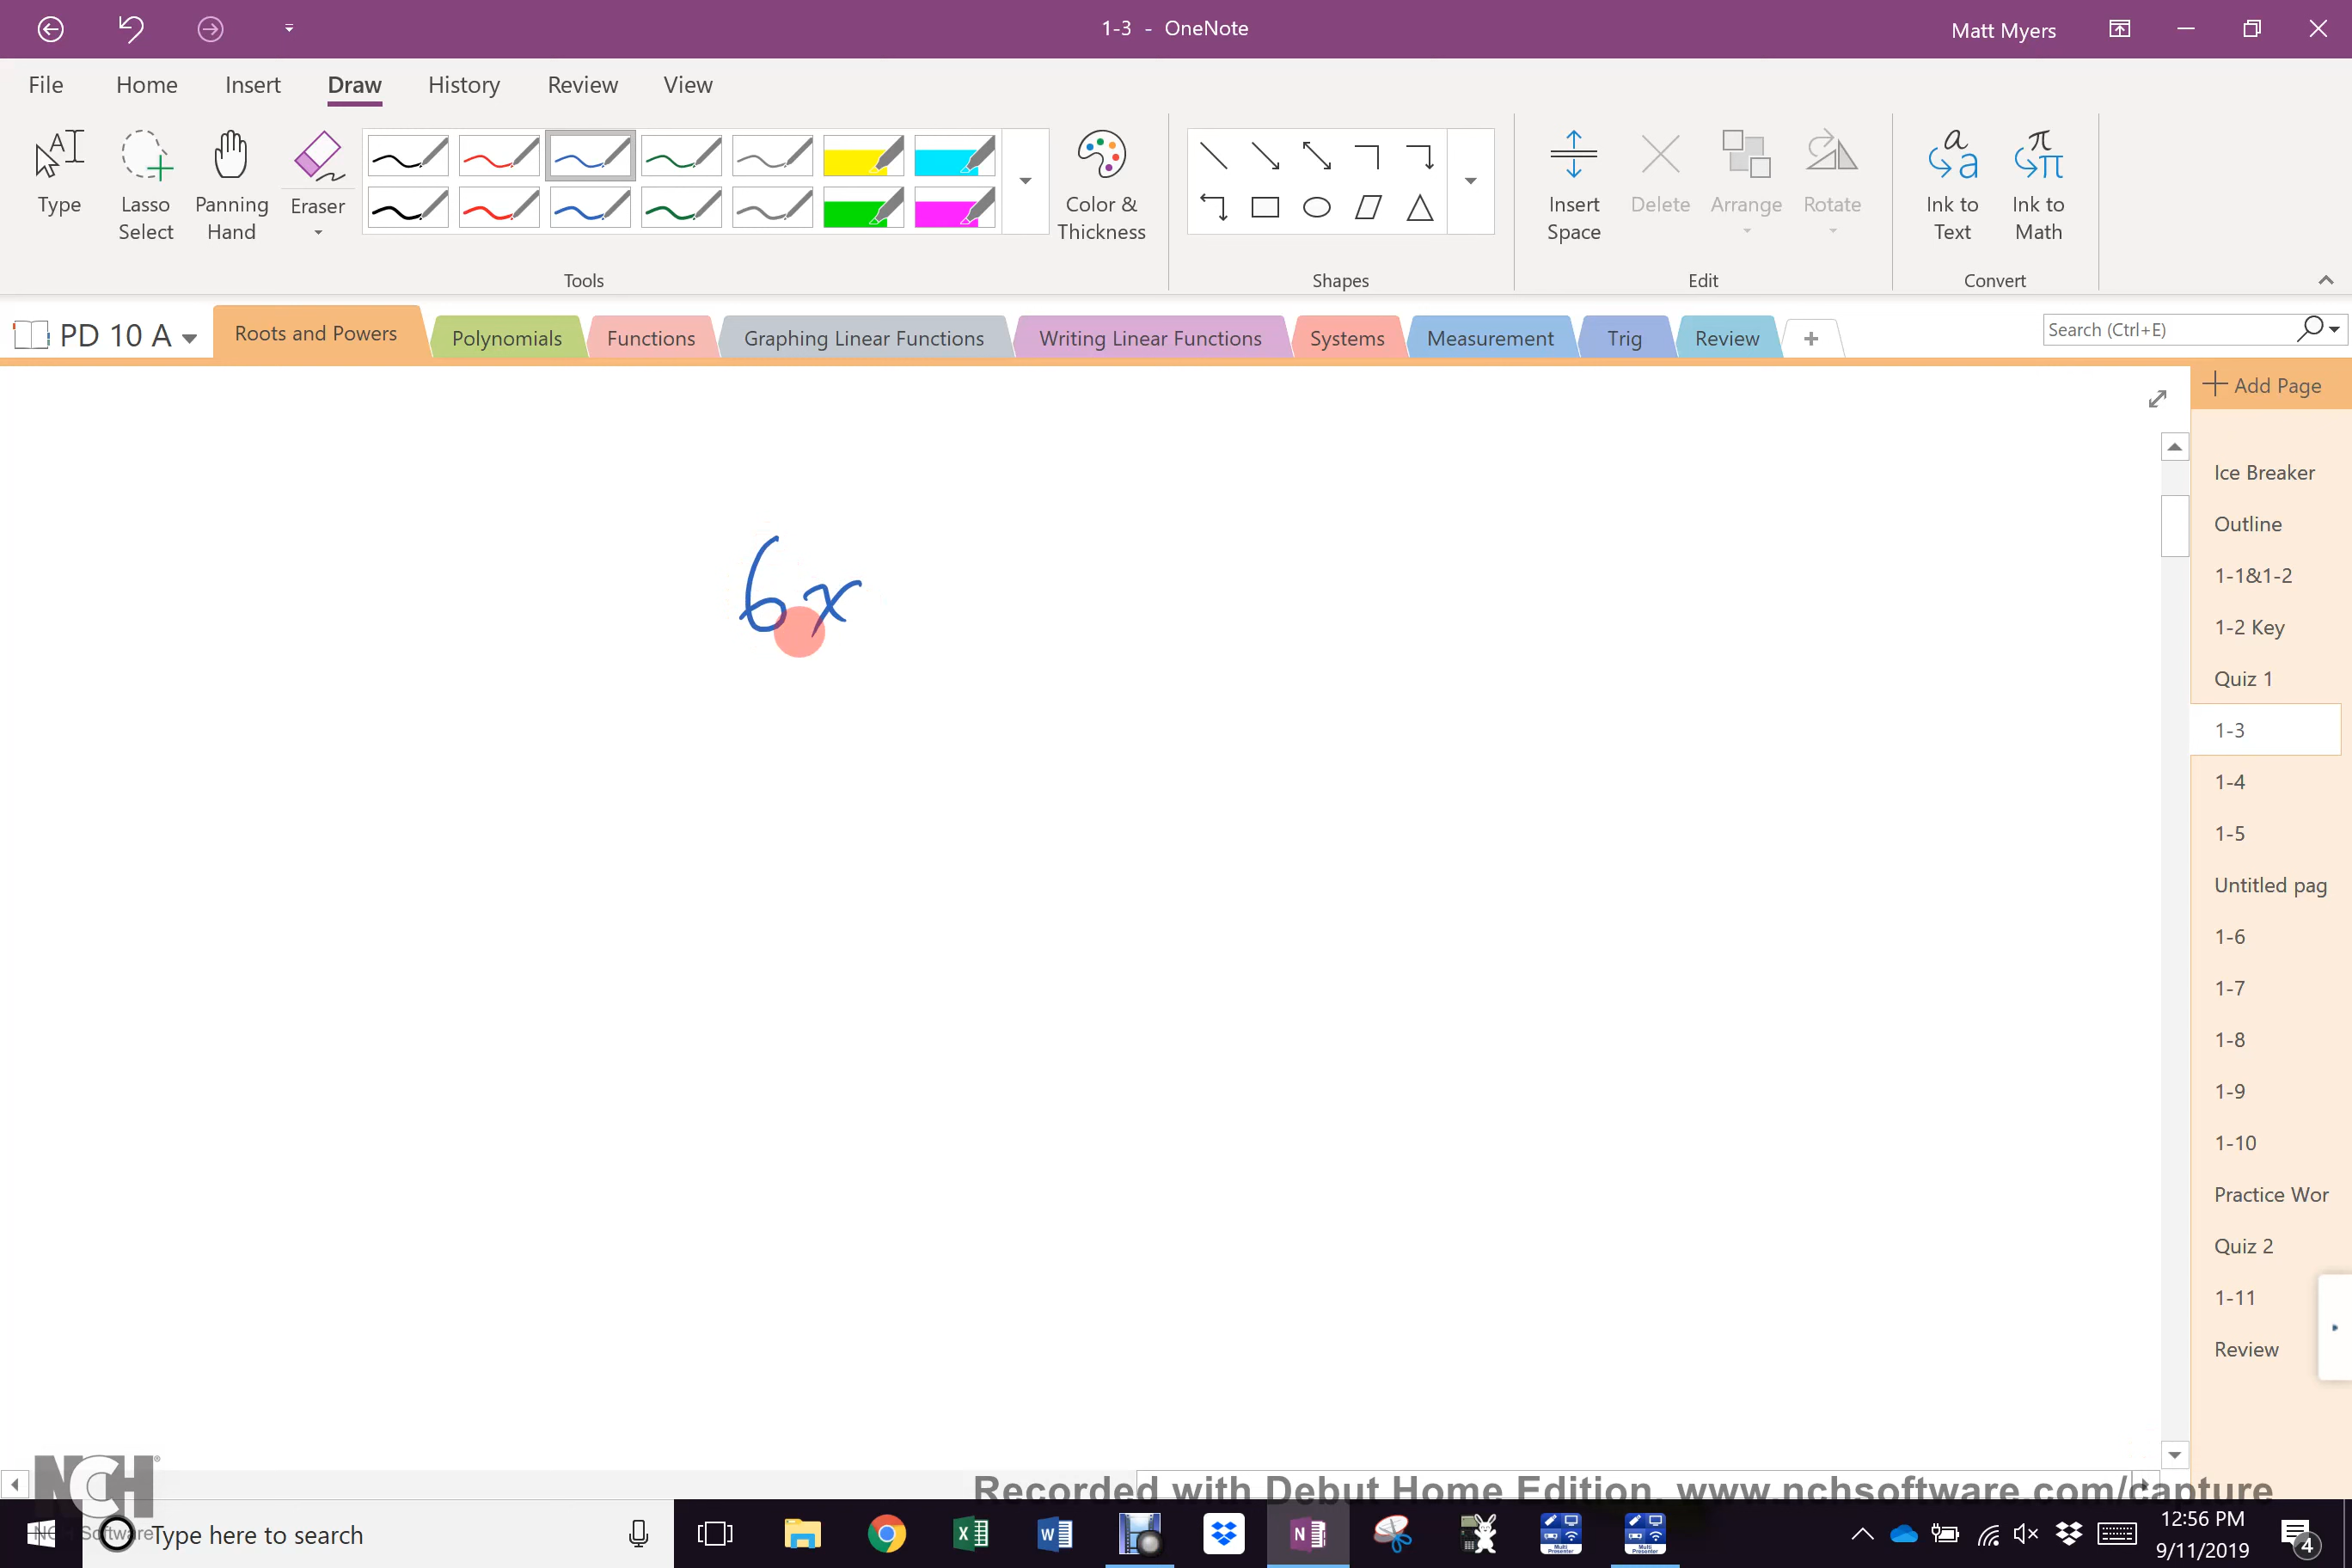 1-3 - OneNote
Matt Myers
File Home Insert Draw History Review View
Type
Lasso Select
Panning Hand
Eraser
Color & Thickness
Insert Space
Delete
Arrange
Rotate
Ink to Text
Ink to Math
Tools
Shapes
Edit
Convert
PD 10 A
Roots and Powers
Polynomials
Functions
Graphing Linear Functions
Writing Linear Functions
Systems
Measurement
Trig
Review
Search (Ctrl+E)
Add Page
Ice Breaker
Outline
1-1&1-2
1-2 Key
Quiz 1
1-3
1-4
1-5
Untitled pag
1-6
1-7
1-8
1-9
1-10
Practice Wor
Quiz 2
1-11
Review
6x
NCH
NCH Software
Recorded with Debut Home Edition. www.nchsoftware.com/capture
Type here to search
12:56 PM
9/11/2019
4